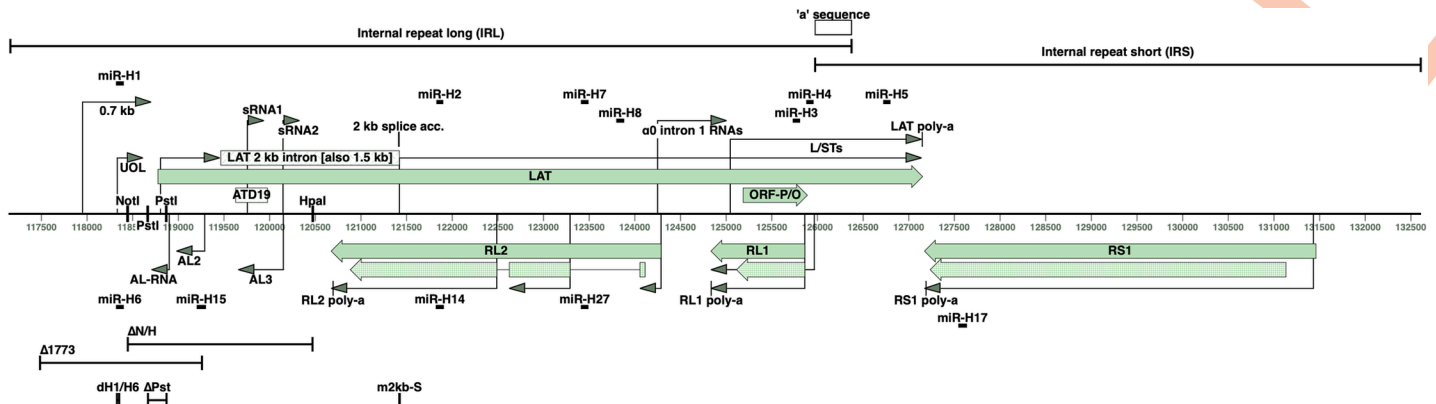 'a' sequence
Internal repeat long (IRL)
Internal repeat short (IRS)
miR-H1
miR-H2
miR-H7
miR-H4
miR-H5
0.7 kb
sRNA1
sRNA2
2 kb splice acc.
miR-H8
miR-H3
α0 intron 1 RNAs
LAT poly-a
L/STs
UOL
LAT 2 kb intron [also 1.5 kb]
LAT
NotI
PstI
ATD19
HpaI
ORF-P/O
PstI
117500 118000 119000 119500 120000 120500 121000 121500 122000 122500 123000 123500 124000 124500 125000 125500 126000 126500 127000 127500 128000 128500 129000 129500 130000 130500 131000 131500 132000 132500
RL2
RL1
RS1
AL2
AL-RNA
AL3
RL2 poly-a
RL1 poly-a
RS1 poly-a
miR-H6
miR-H15
miR-H14
miR-H27
miR-H17
ΔN/H
Δ1773
dH1/H6
ΔPst
m2kb-S